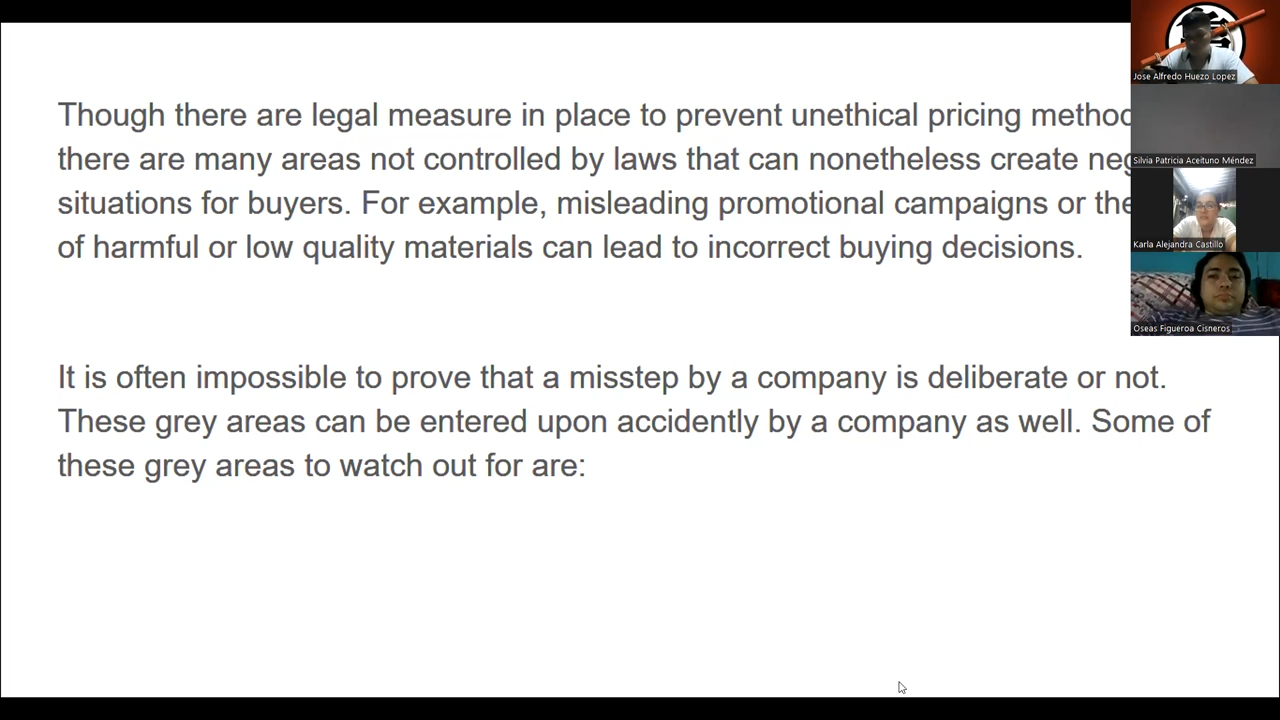 Though there are legal measure in place to prevent unethical pricing
there are many areas not controlled by laws that can nonetheless create
situations for buyers. For example, misleading promotional campaigns or
of harmful or low quality materials can lead to incorrect buying decisions.
It is often impossible to prove that a misstep by a company is deliberate or not.
These grey areas can be entered upon accidently by a company as well. Some of
these grey areas to watch out for are:
Jose Alfredo Huezo Lopez
Silvia Patricia Aceituno Méndez
Karla Alejandra Castillo
Oseas Figueroa Cisneros